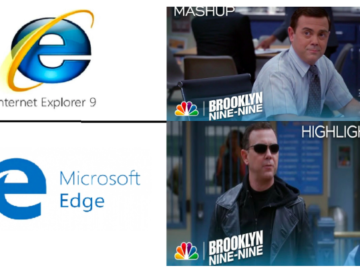 MASHUP
nternet Explorer 9
BROOKLYN
NINE-NINE
HIGHLIGH
Microsoft
Edge
BROOKLYN
NINE-NINE